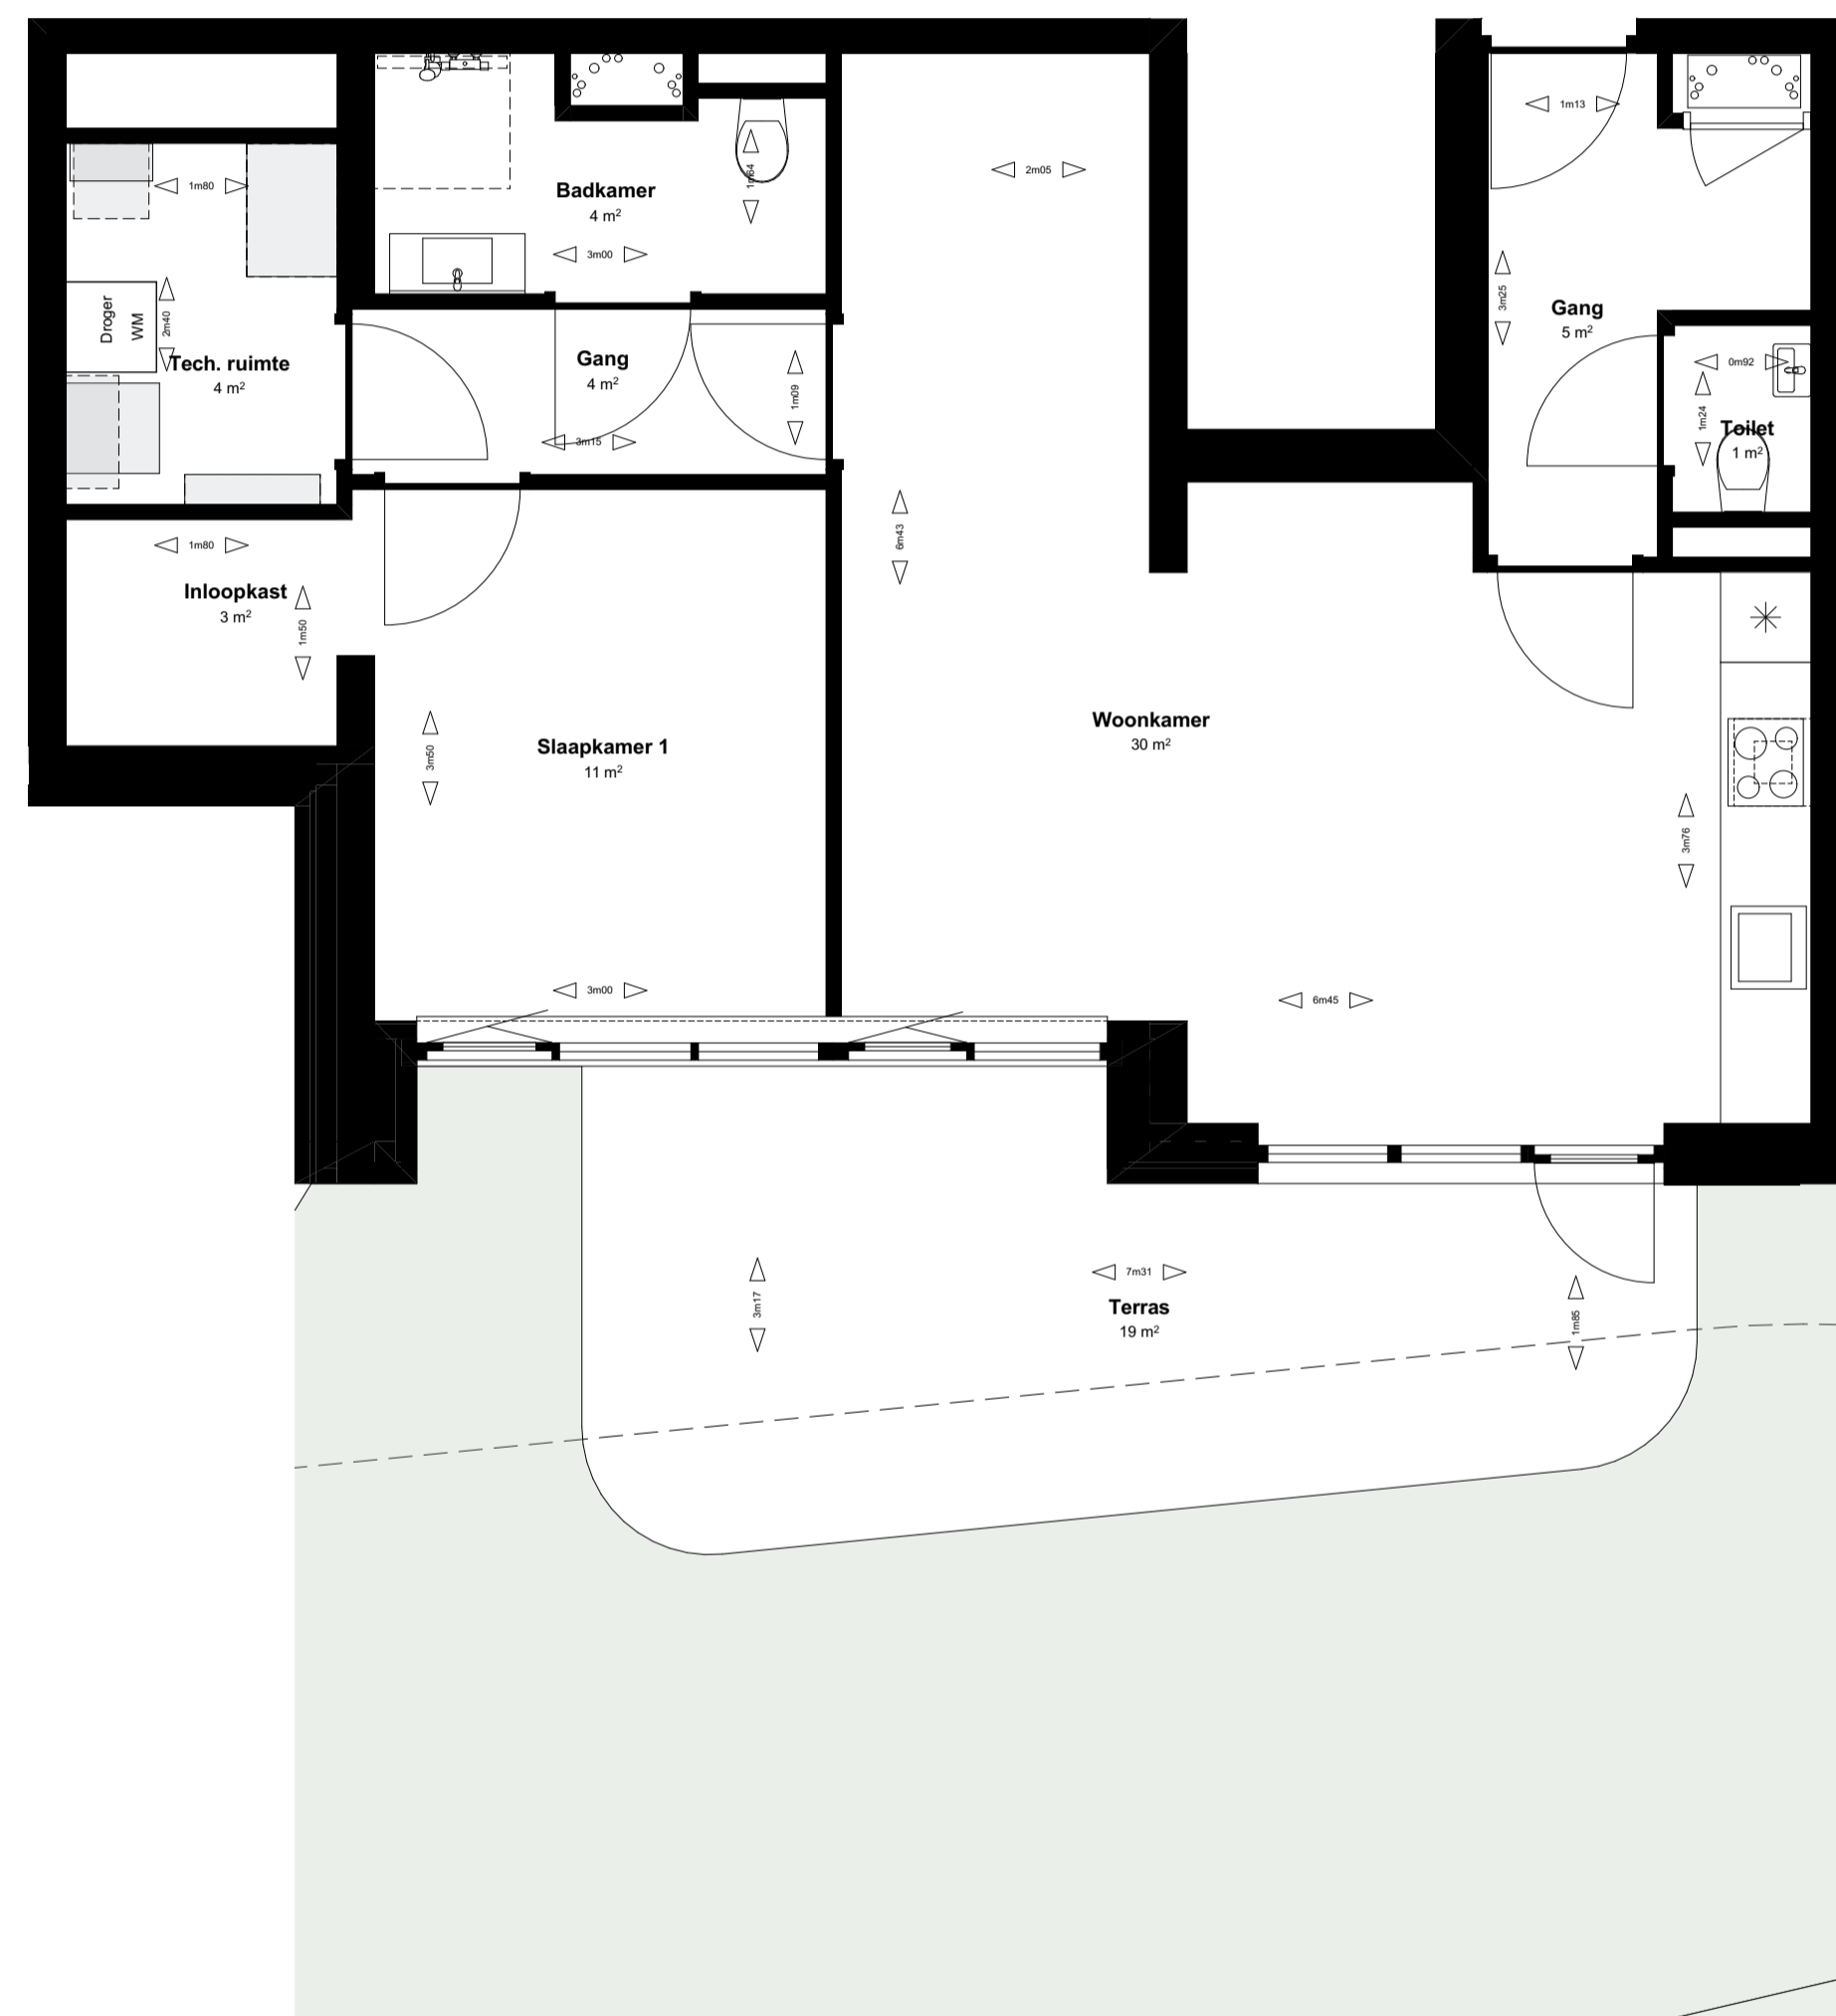 1m13
2m05
1m80
Badkamer
4 m²
1m64
3m00
Gang
5 m²
3m25
Droger
WM
2m40
Tech. ruimte
4 m²
Gang
4 m²
1m09
3m15
0m92
1m24
Toilet
1 m²
6m43
1m80
Inloopkast
3 m²
1m50
Woonkamer
30 m²
Slaapkamer 1
11 m²
3m50
3m76
3m00
6m45
7m31
Terras
19 m²
3m17
1m85